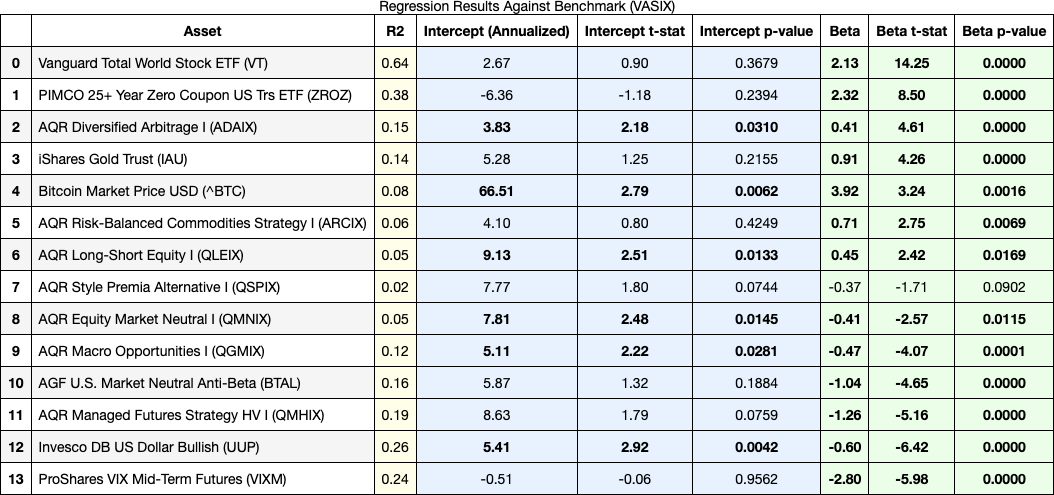 Regression Results Against Benchmark (VASIX)
Asset R2 Intercept (Annualized) Intercept t-stat Intercept p-value Beta Beta t-stat Beta p-value
0 Vanguard Total World Stock ETF (VT) 0.64 2.67 0.90 0.3679 2.13 14.25 0.0000
1 PIMCO 25+ Year Zero Coupon US Trs ETF (ZROZ) 0.38 -6.36 -1.18 0.2394 2.32 8.50 0.0000
2 AQR Diversified Arbitrage I (ADAIX) 0.15 3.83 2.18 0.0310 0.41 4.61 0.0000
3 iShares Gold Trust (IAU) 0.14 5.28 1.25 0.2155 0.91 4.26 0.0000
4 Bitcoin Market Price USD (^BTC) 0.08 66.51 2.79 0.0062 3.92 3.24 0.0016
5 AQR Risk-Balanced Commodities Strategy I (ARCIX) 0.06 4.10 0.80 0.4249 0.71 2.75 0.0069
6 AQR Long-Short Equity I (QLEIX) 0.05 9.13 2.51 0.0133 0.45 2.42 0.0169
7 AQR Style Premia Alternative I (QSPIX) 0.02 7.77 1.80 0.0744 -0.37 -1.71 0.0902
8 AQR Equity Market Neutral I (QMNIX) 0.05 7.81 2.48 0.0145 -0.41 -2.57 0.0115
9 AQR Macro Opportunities I (QGMIX) 0.12 5.11 2.22 0.0281 -0.47 -4.07 0.0001
10 AGF U.S. Market Neutral Anti-Beta (BTAL) 0.16 5.87 1.32 0.1884 -1.04 -4.65 0.0000
11 AQR Managed Futures Strategy HV I (QMHIX) 0.19 8.63 1.79 0.0759 -1.26 -5.16 0.0000
12 Invesco DB US Dollar Bullish (UUP) 0.26 5.41 2.92 0.0042 -0.60 -6.42 0.0000
13 ProShares VIX Mid-Term Futures (VIXM) 0.24 -0.51 -0.06 0.9562 -2.80 -5.98 0.0000